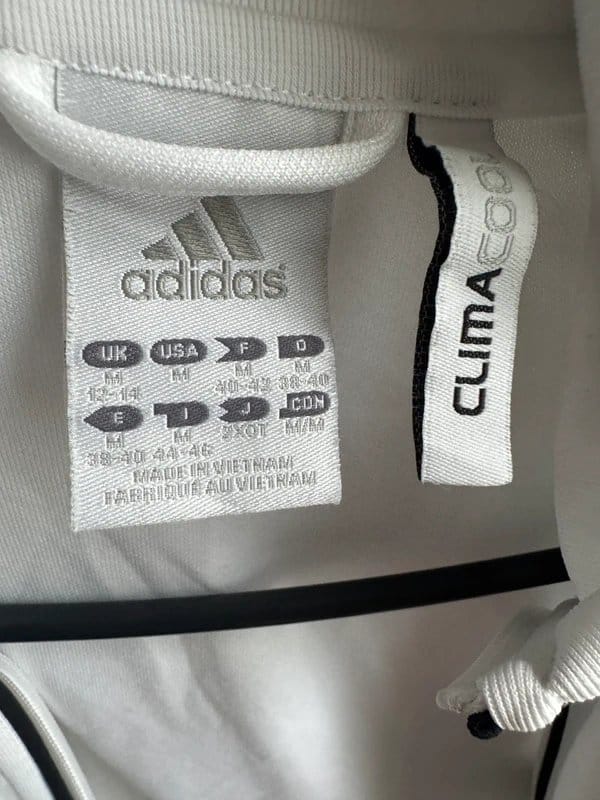 adidas
UK USA F D
M M M M
12-14 40-42 38-40
E I J CDN
M M 2XOT M/M
38-40 44-46
MADE IN VIETNAM
FABRIQUÉ AU VIETNAM
CLIMACOOL